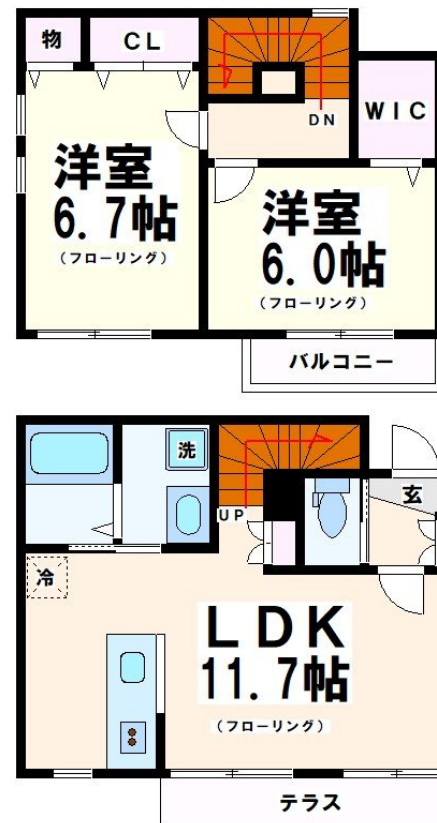 物
CL
DN
WIC
洋室
6.7帖
(フローリング)
洋室
6.0帖
(フローリング)
バルコニー
洗
玄
UP
冷
LDK
11.7帖
(フローリング)
テラス